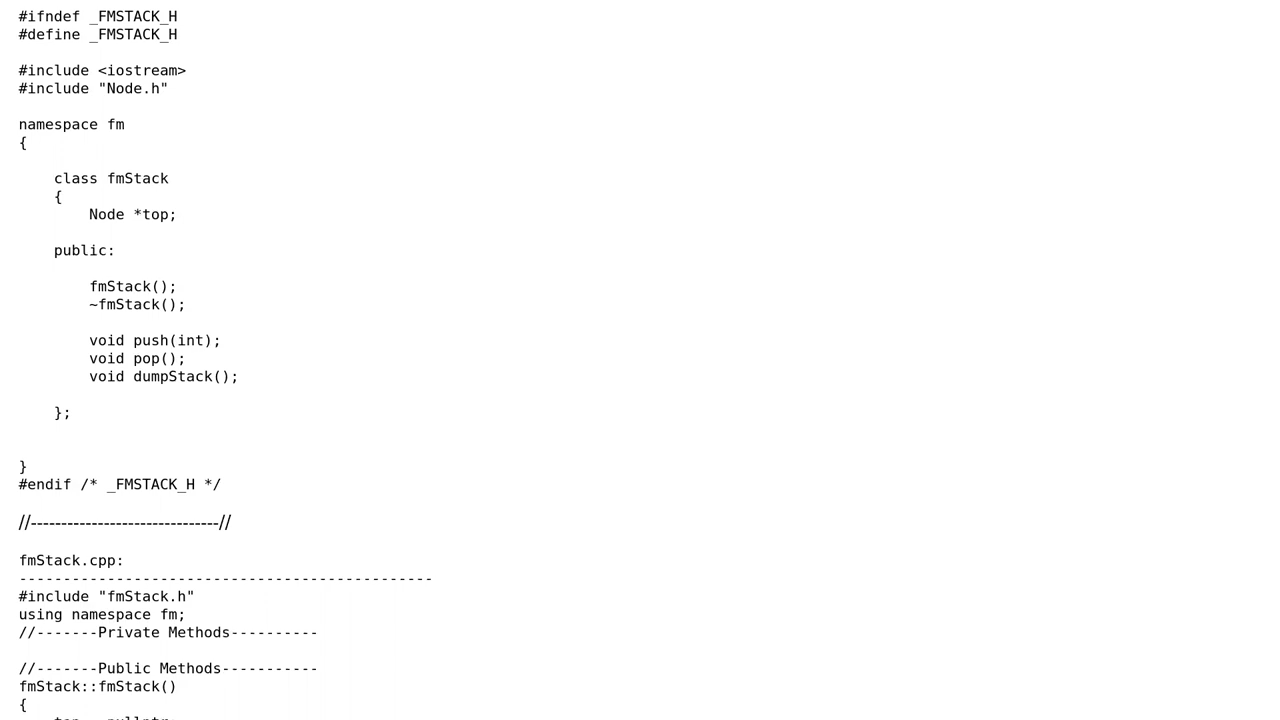 #ifndef _FMSTACK_H
#define _FMSTACK_H
#include <iostream>
#include "Node.h"
namespace fm
{
class fmStack
{
Node *top;
public:
fmStack();
~fmStack();
void push(int);
void pop();
void dumpStack();
};
}
#endif /* _FMSTACK_H */
//-------------------------------//
fmStack.cpp:
-----------------------------------------------
#include "fmStack.h"
using namespace fm;
//-------Private Methods----------
//-------Public Methods-----------
fmStack::fmStack()
{